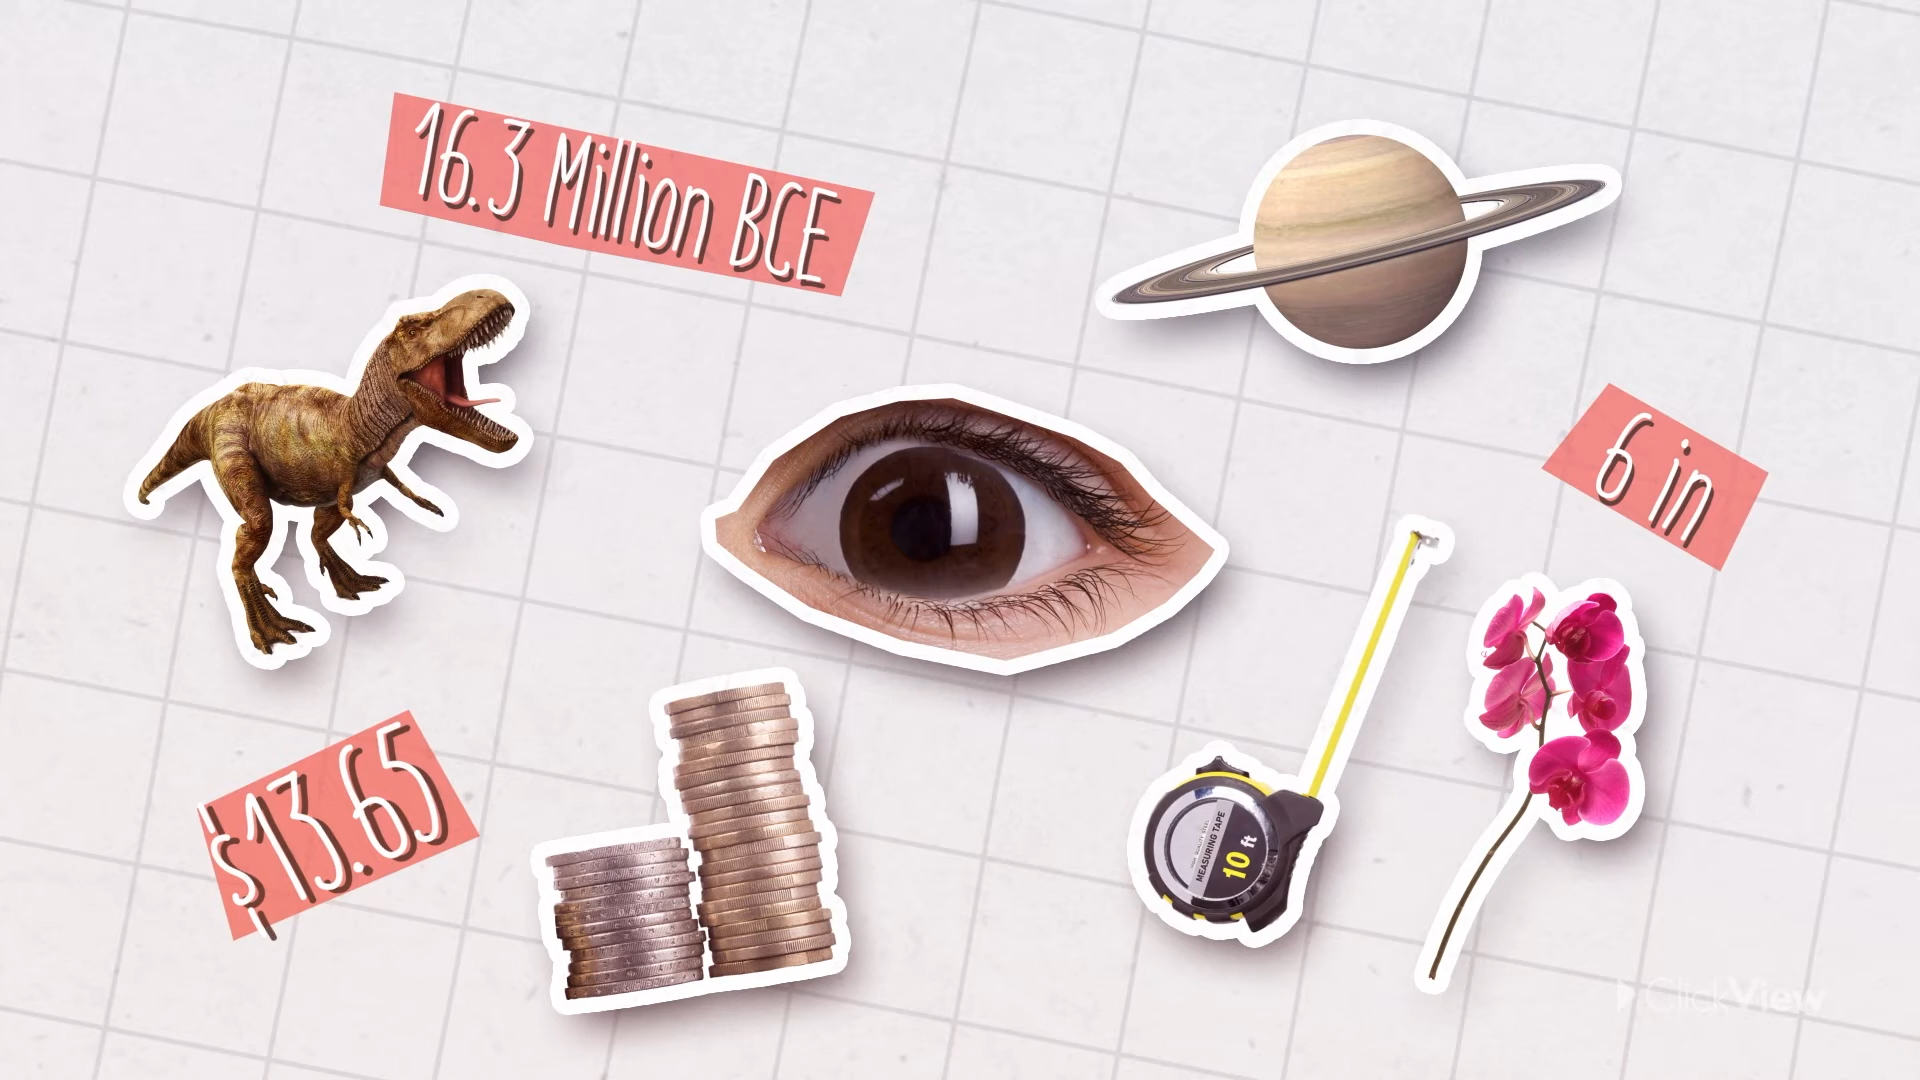 16.3 Million BCE
6 in
$13.65
MEASURING TAPE
10 ft
ClickView